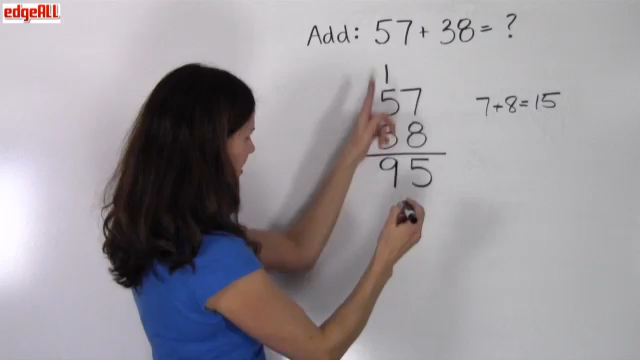 edgeALL
Add: 57 + 38 = ?
1
57
7+8=15
38
95